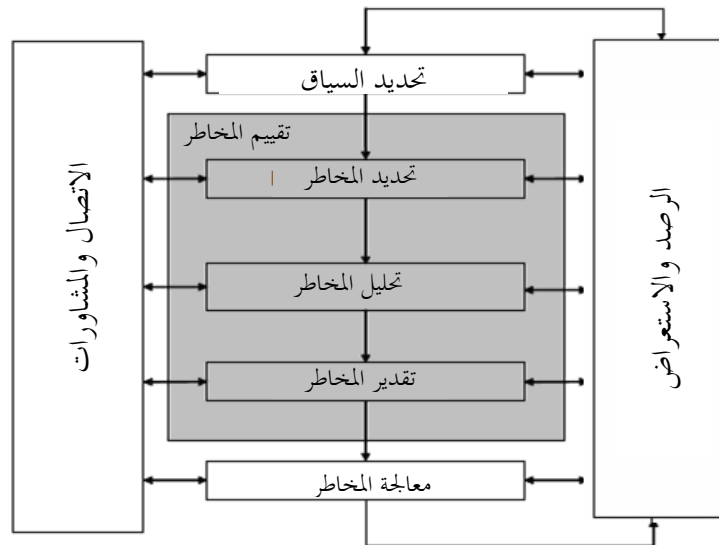 تحديد السياق
تقييم المخاطر
تحديد المخاطر
تحليل المخاطر
تقدير المخاطر
معالجة المخاطر
الرصد والاستعراض
الاتصال والمشاورات